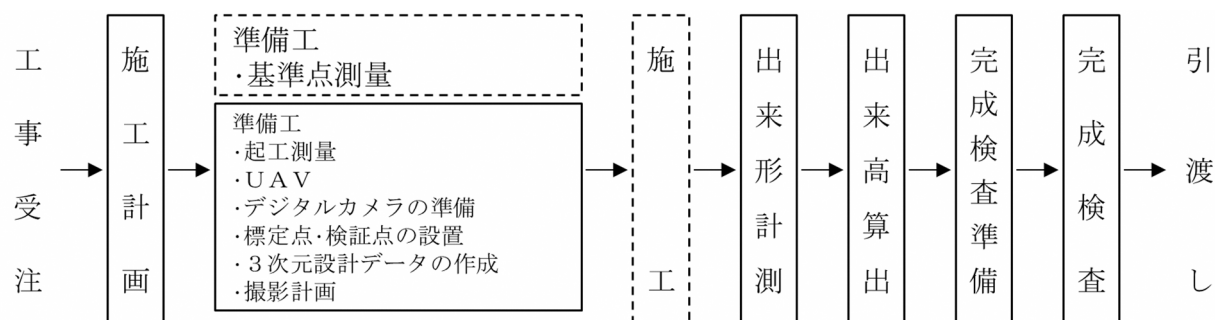 工事受注
施工計画
準備工
・基準点測量
準備工
・起工測量
・UAV
・デジタルカメラの準備
・標定点・検証点の設置
・3次元設計データの作成
・撮影計画
施工
出来形計測
出来高算出
完成検査準備
完成検査
引渡し